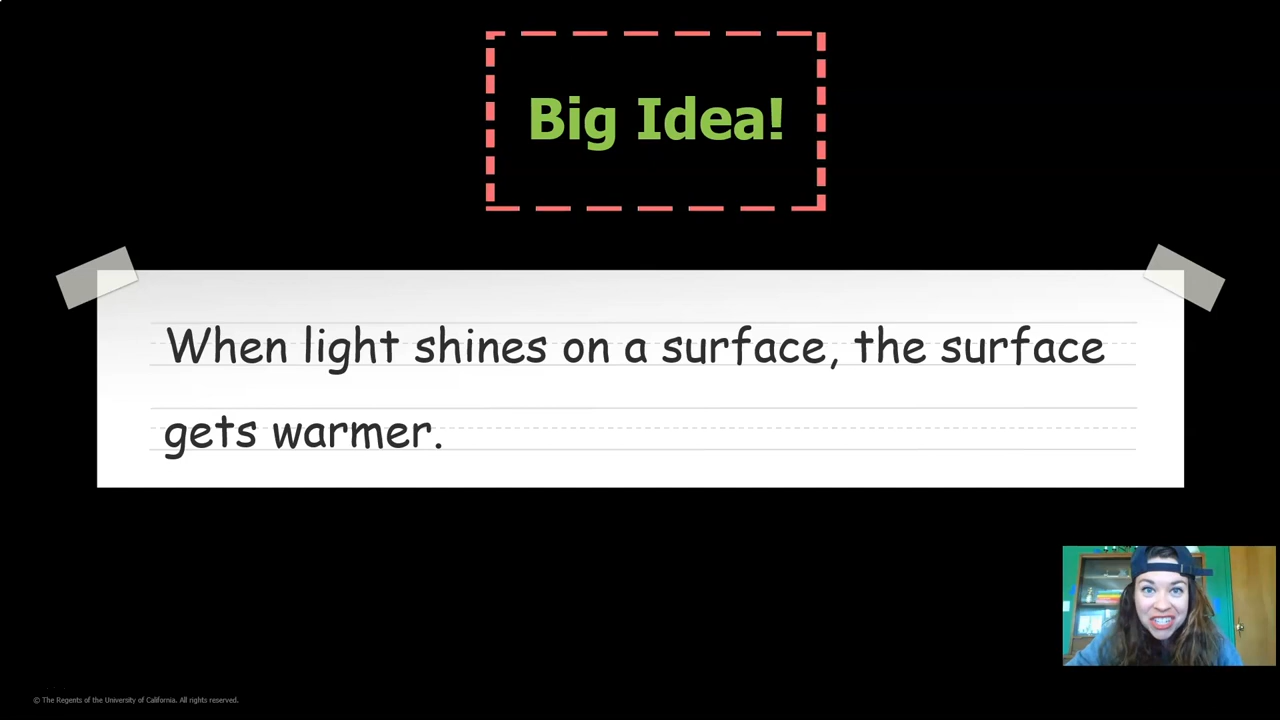 Big Idea!
When light shines on a surface, the surface
gets warmer.
© The Regents of the University of California. All rights reserved.